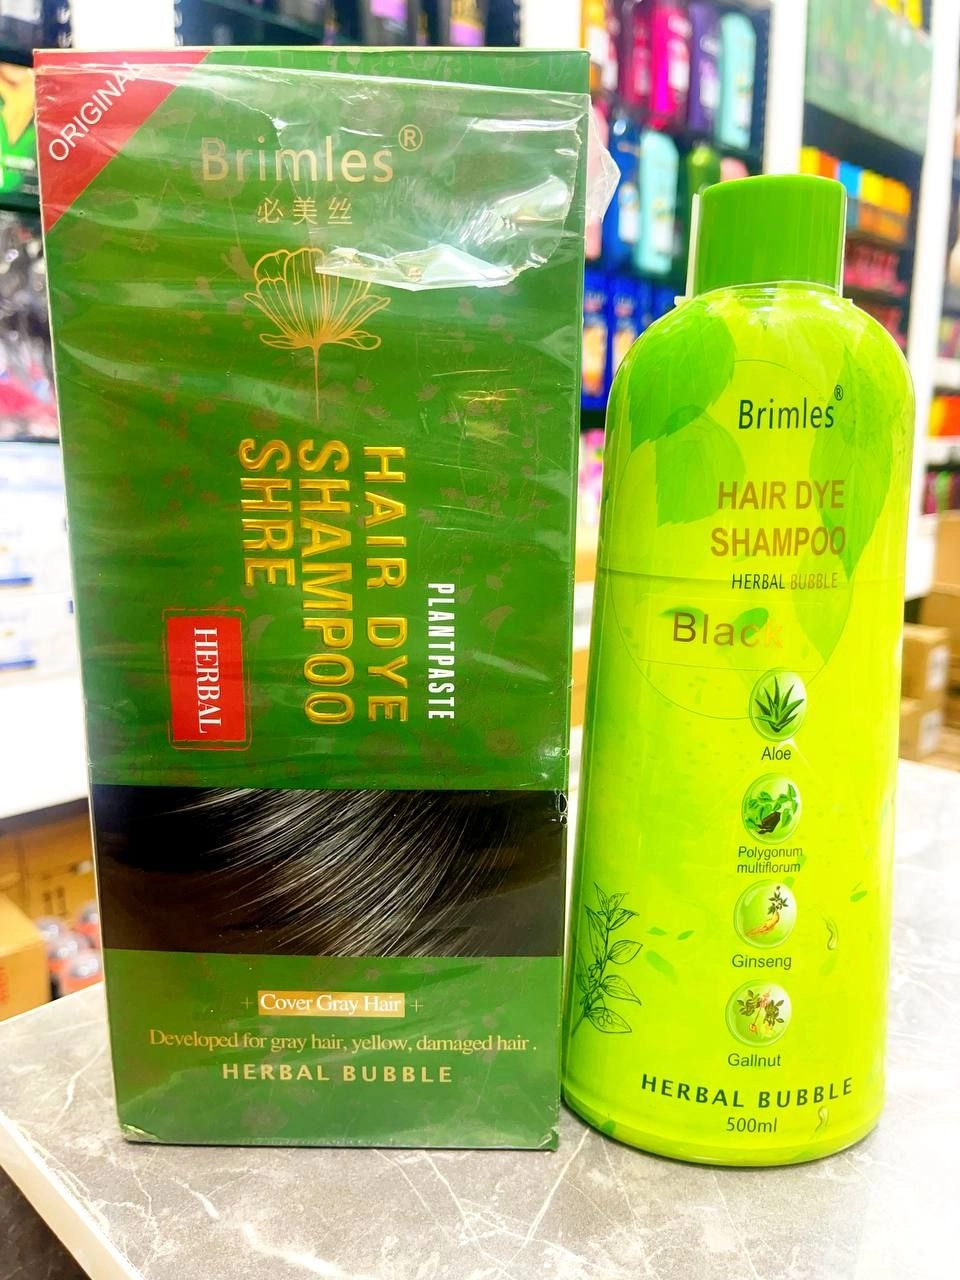 ORIGINAL
Brimles®
必美丝
PLANTPASTE
HAIR DYE
SHAMPOO
SHRE
HERBAL
+ Cover Gray Hair +
Developed for gray hair, yellow, damaged hair .
HERBAL BUBBLE
Brimles®
HAIR DYE
SHAMPOO
HERBAL BUBBLE
Black
Aloe
Polygonum
multiflorum
Ginseng
Gallnut
HERBAL BUBBLE
500ml